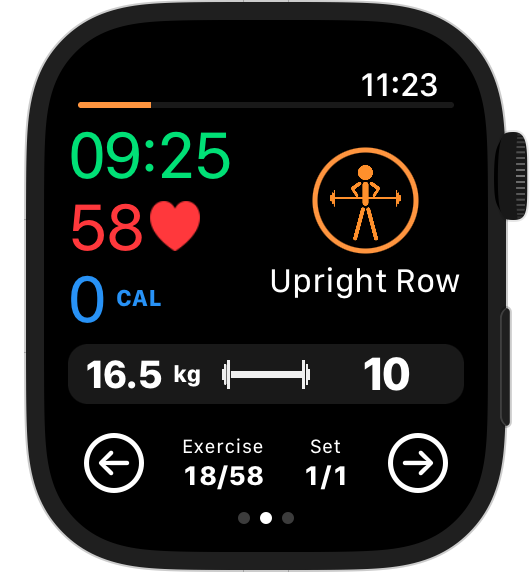 11:23
09:25
58
0 CAL
Upright Row
16.5 kg 10
Exercise Set
18/58 1/1